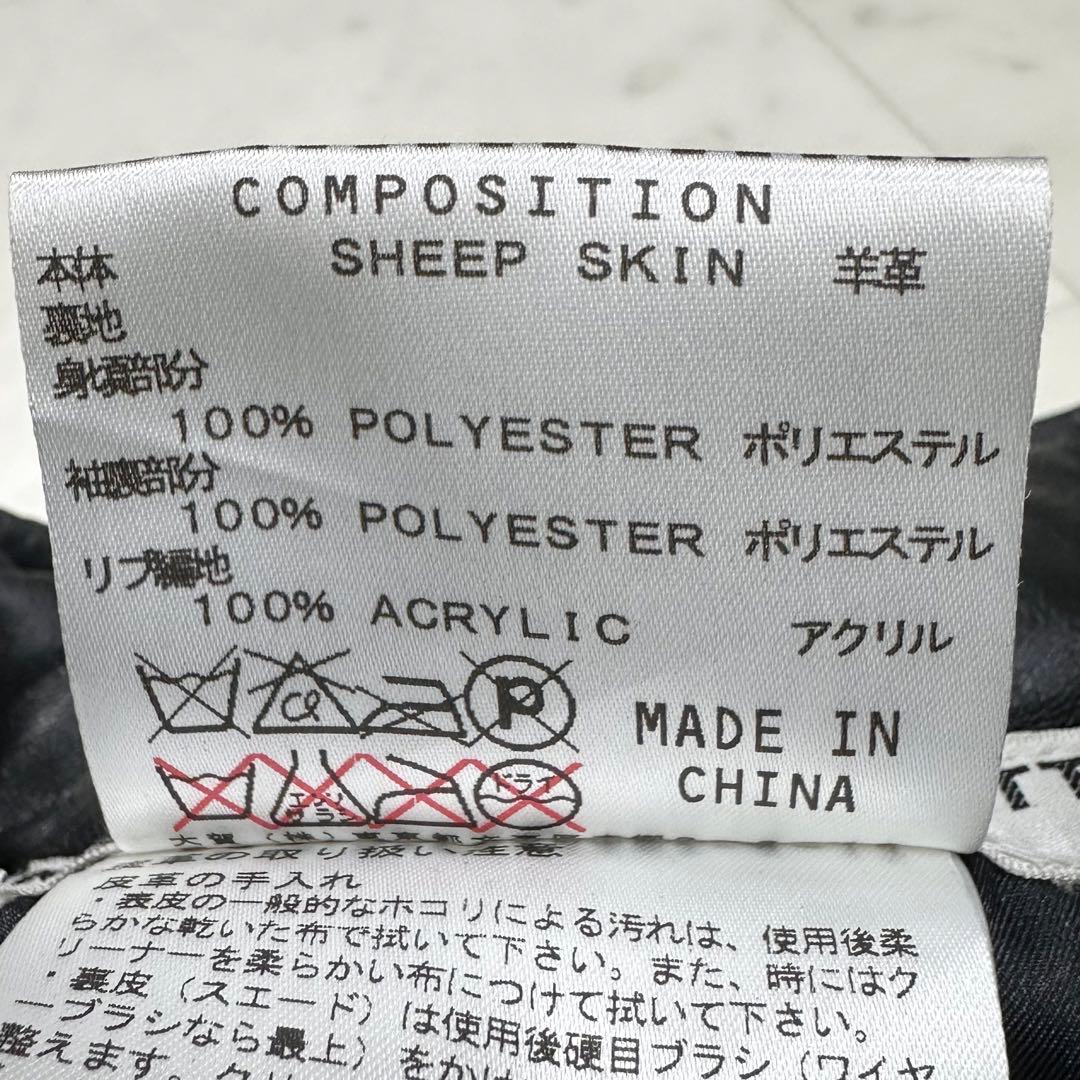 COMPOSITION
本体 SHEEP SKIN 羊革
裏地
身頃部分
100% POLYESTER ポリエステル
袖裏部分
100% POLYESTER ポリエステル
リブ編地
100% ACRYLIC アクリル
P
MADE IN
CHINA
エンソ
サラシ
ドライ
皮革の取り扱い注意
皮革の手入れ
・表皮の一般的なホコリによる汚れは、使用後柔
らかな乾いた布で拭いて下さい。また、時にはク
リーナーを柔らかい布につけて拭いて下さい。
・裏皮（スエード）は使用後硬目ブラシ（ワイヤ
ーブラシなら最上）をかけ
整えます。クリ